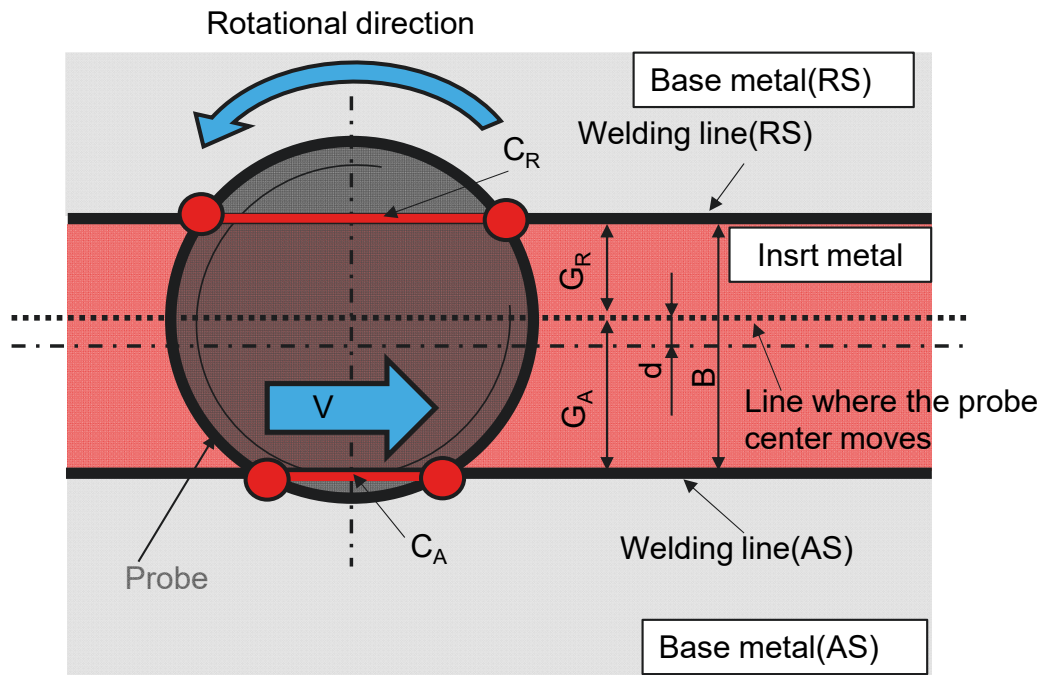 Rotational direction
Base metal(RS)
Welding line(RS)
C_R
Insrt metal
G_R
d
B
G_A
V
Line where the probe
center moves
C_A
Welding line(AS)
Probe
Base metal(AS)